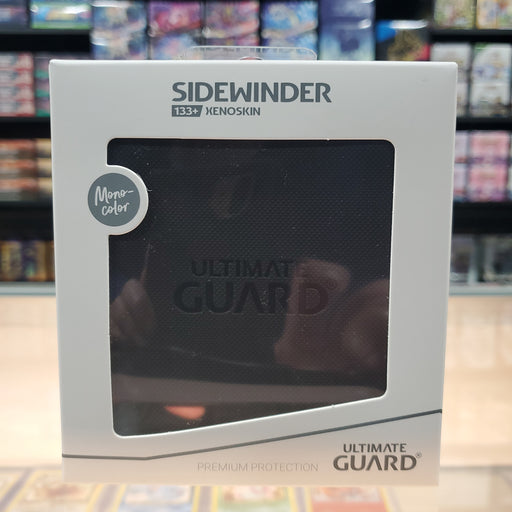 SIDEWINDER
133+ XENOSKIN
Mono-
color
ULTIMATE
GUARD
PREMIUM PROTECTION
ULTIMATE
GUARD®